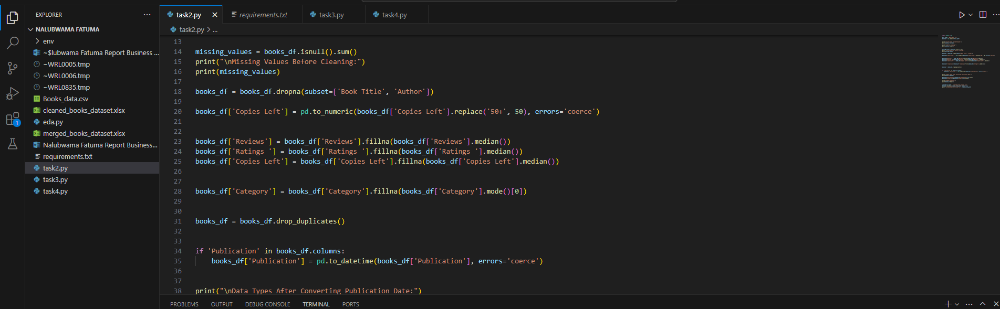 EXPLORER
NALUBWAMA FATUMA
env
~$lubwama Fatuma Report Business ...
~WRL0005.tmp
~WRL0006.tmp
~WRL0835.tmp
Books_data.csv
cleaned_books_dataset.xlsx
eda.py
merged_books_dataset.xlsx
Nalubwama Fatuma Report Business...
requirements.txt
task2.py
task3.py
task4.py
1
task2.py
requirements.txt
task3.py
task4.py
task2.py > ...
13
14 missing_values = books_df.isnull().sum()
15 print("\nMissing Values Before Cleaning:")
16 print(missing_values)
17
18 books_df = books_df.dropna(subset=['Book Title', 'Author'])
19
20 books_df['Copies Left'] = pd.to_numeric(books_df['Copies Left'].replace('50+', 50), errors='coerce')
21
22
23 books_df['Reviews'] = books_df['Reviews'].fillna(books_df['Reviews'].median())
24 books_df['Ratings '] = books_df['Ratings '].fillna(books_df['Ratings '].median())
25 books_df['Copies Left'] = books_df['Copies Left'].fillna(books_df['Copies Left'].median())
26
27
28 books_df['Category'] = books_df['Category'].fillna(books_df['Category'].mode()[0])
29
30
31 books_df = books_df.drop_duplicates()
32
33
34 if 'Publication' in books_df.columns:
35 books_df['Publication'] = pd.to_datetime(books_df['Publication'], errors='coerce')
36
37
38 print("\nData Types After Converting Publication Date:")
PROBLEMS OUTPUT DEBUG CONSOLE TERMINAL PORTS